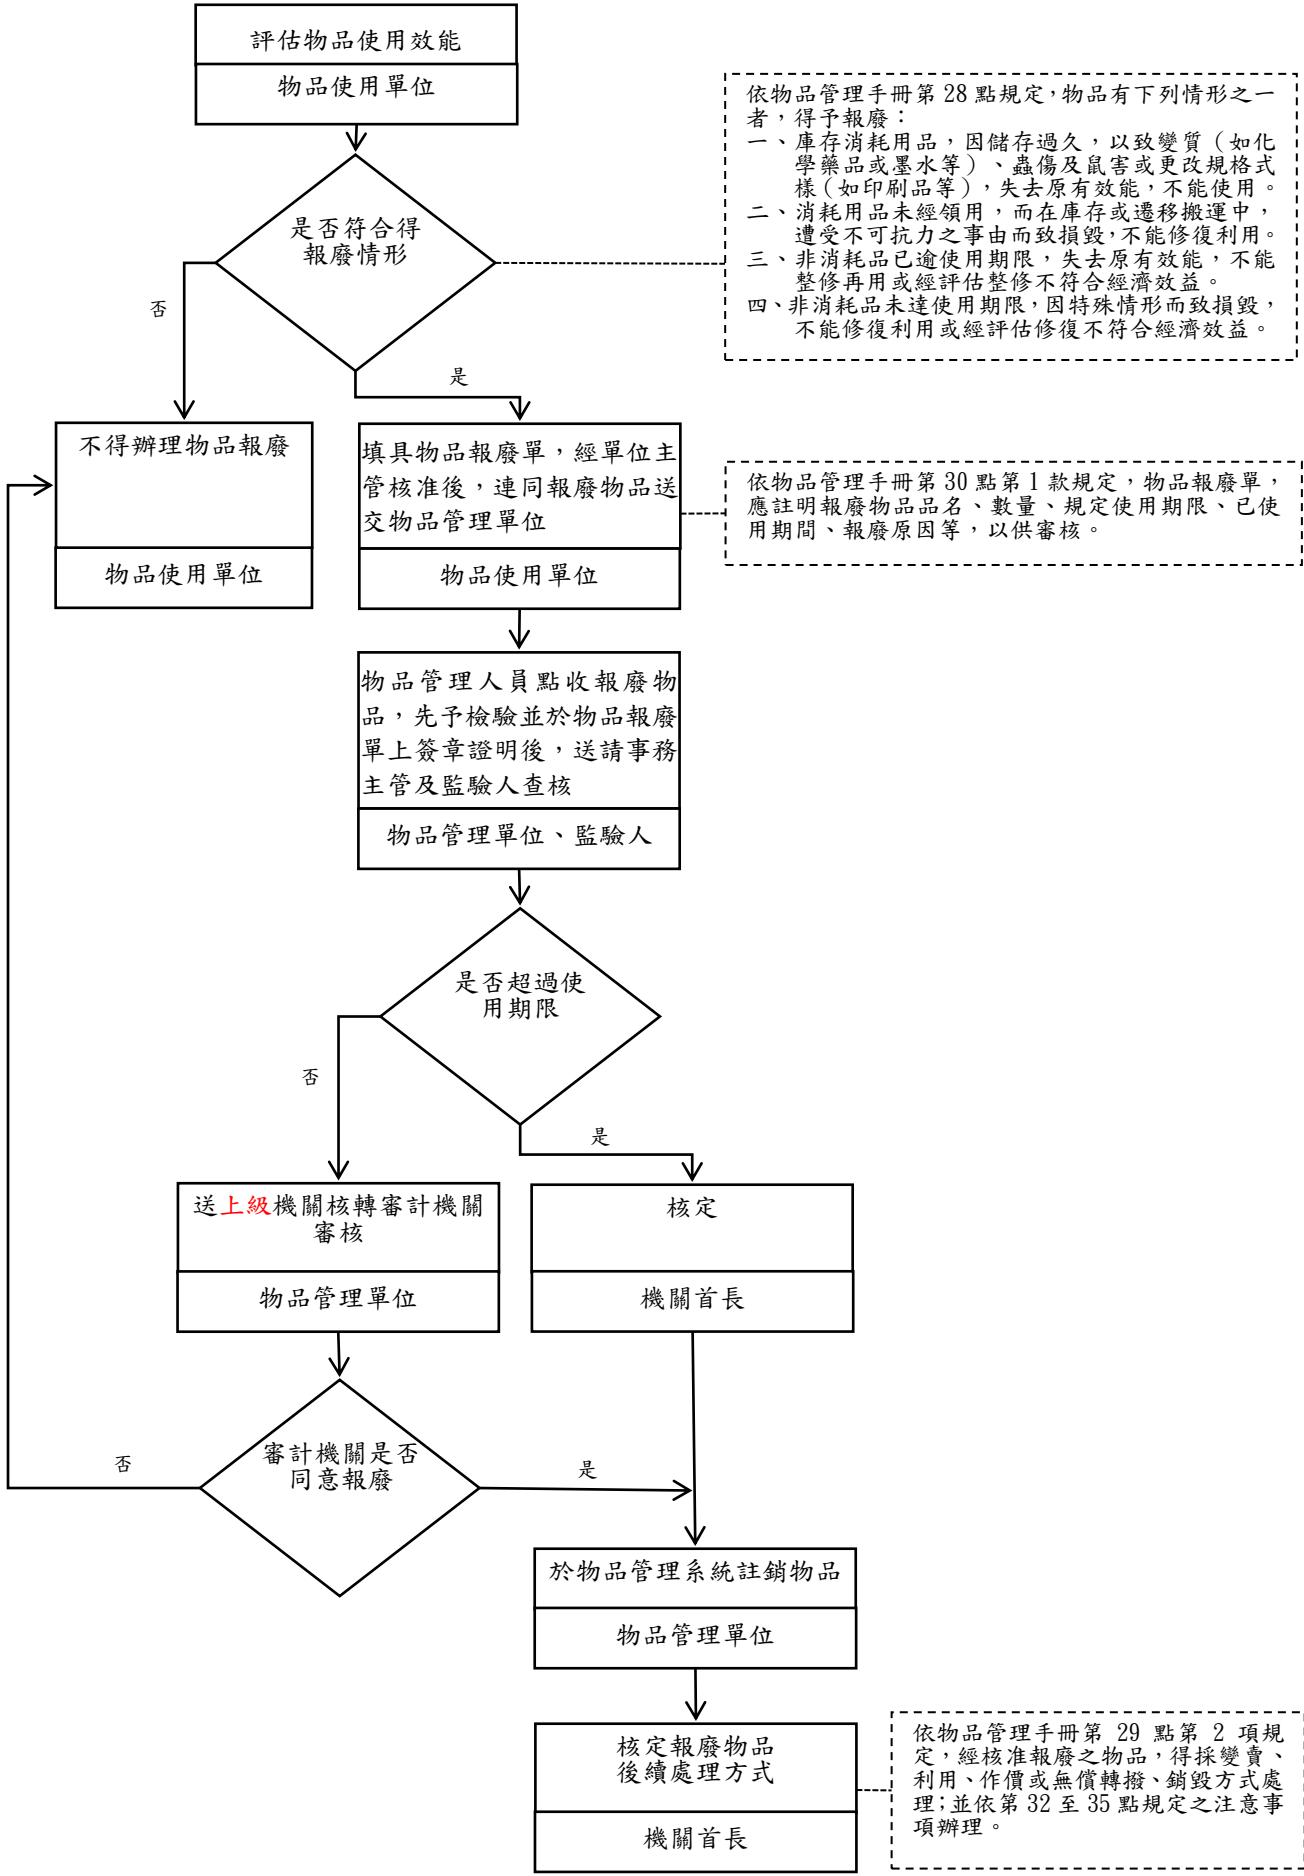 評估物品使用效能
物品使用單位
依物品管理手冊第 28 點規定，物品有下列情形之一
者，得予報廢：
一、庫存消耗用品，因儲存過久，以致變質（如化
學藥品或墨水等）、蟲傷及鼠害或更改規格式
樣（如印刷品等），失去原有效能，不能使用。
二、消耗用品未經領用，而在庫存或遷移搬運中，
遭受不可抗力之事由而致損毀，不能修復利用。
三、非消耗品已逾使用期限，失去原有效能，不能
整修再用或經評估整修不符合經濟效益。
四、非消耗品未達使用期限，因特殊情形而致損毀，
不能修復利用或經評估修復不符合經濟效益。
是否符合得
報廢情形
否
是
不得辦理物品報廢
物品使用單位
填具物品報廢單，經單位主
管核准後，連同報廢物品送
交物品管理單位
物品使用單位
依物品管理手冊第 30 點第 1 款規定，物品報廢單，
應註明報廢物品品名、數量、規定使用期限、已使
用期間、報廢原因等，以供審核。
物品管理人員點收報廢物
品，先予檢驗並於物品報廢
單上簽章證明後，送請事務
主管及監驗人查核
物品管理單位、監驗人
是否超過使
用期限
否
是
送上級機關核轉審計機關
審核
物品管理單位
核定
機關首長
審計機關是否
同意報廢
否
是
於物品管理系統註銷物品
物品管理單位
核定報廢物品
後續處理方式
機關首長
依物品管理手冊第 29 點第 2 項規
定，經核准報廢之物品，得採變賣、
利用、作價或無償轉撥、銷毀方式處
理；並依第 32 至 35 點規定之注意事
項辦理。